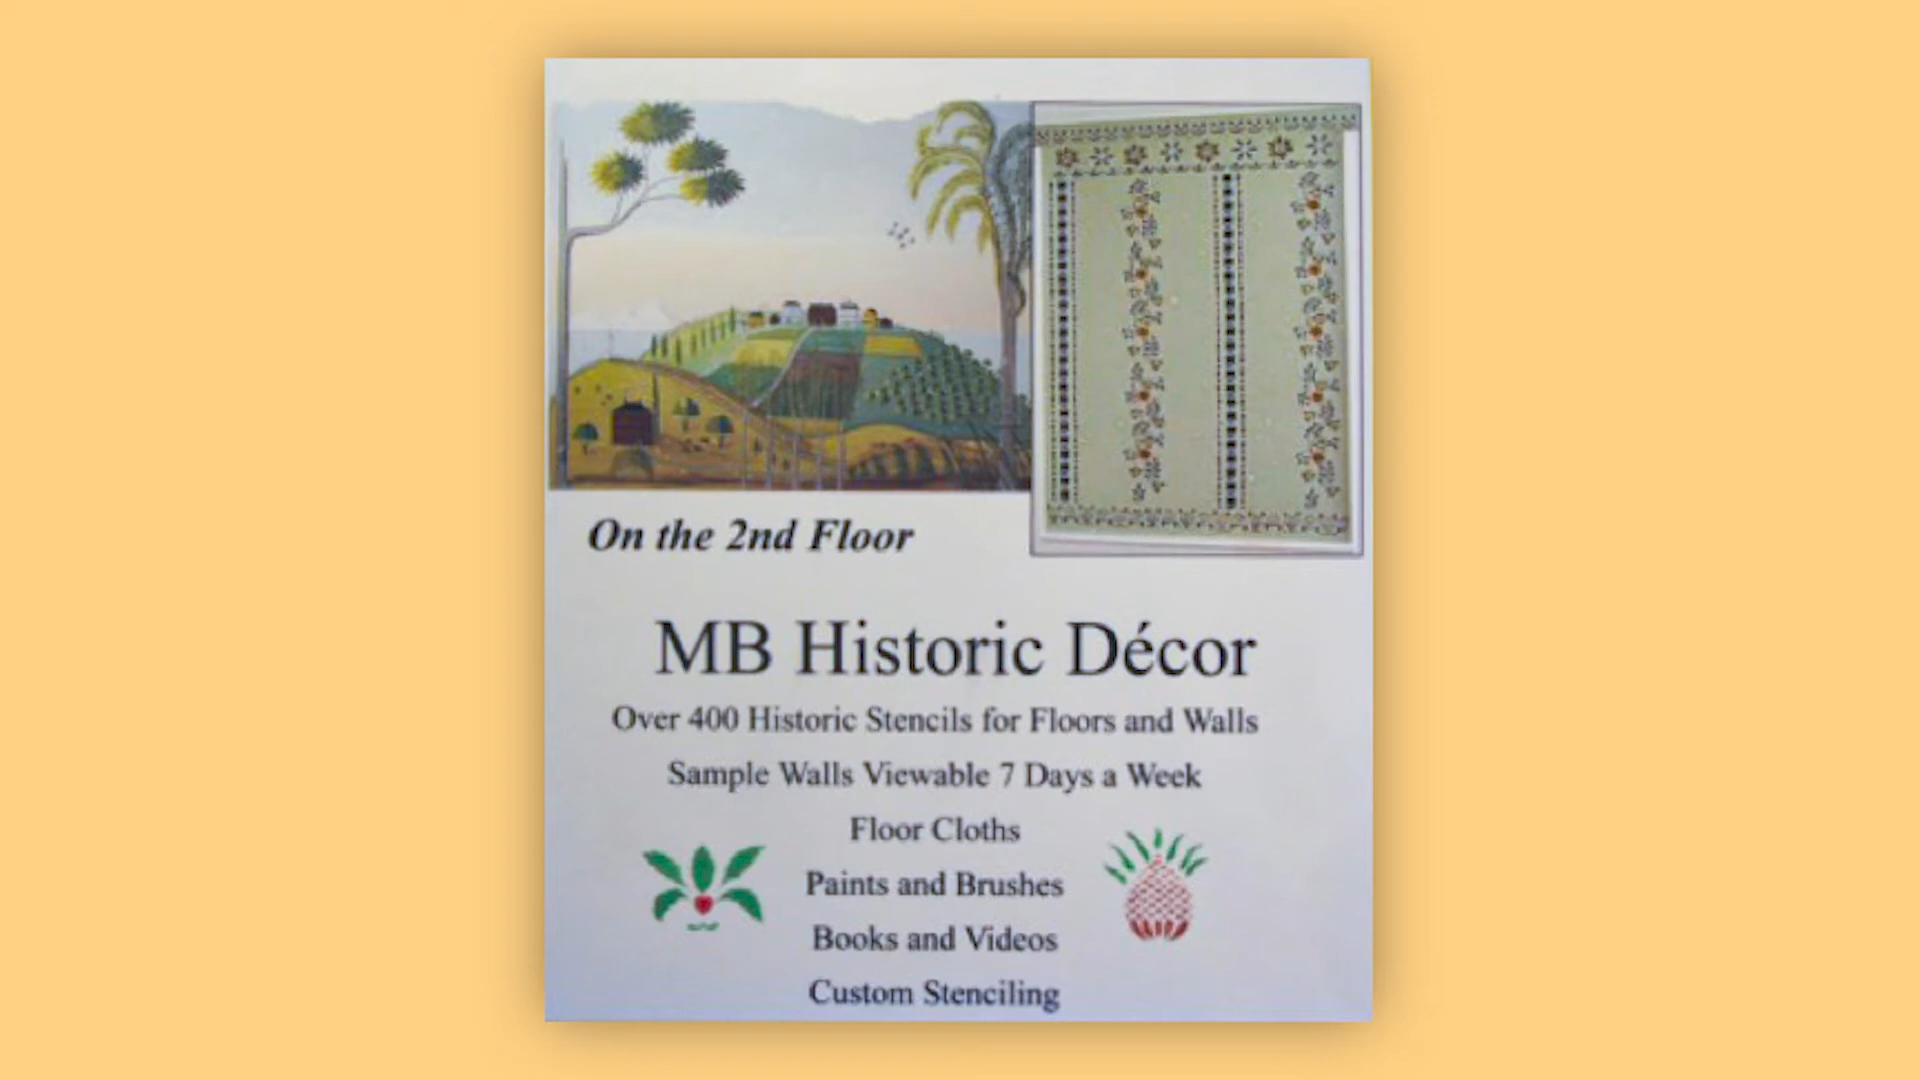 On the 2nd Floor
MB Historic Décor
Over 400 Historic Stencils for Floors and Walls
Sample Walls Viewable 7 Days a Week
Floor Cloths
Paints and Brushes
Books and Videos
Custom Stenciling